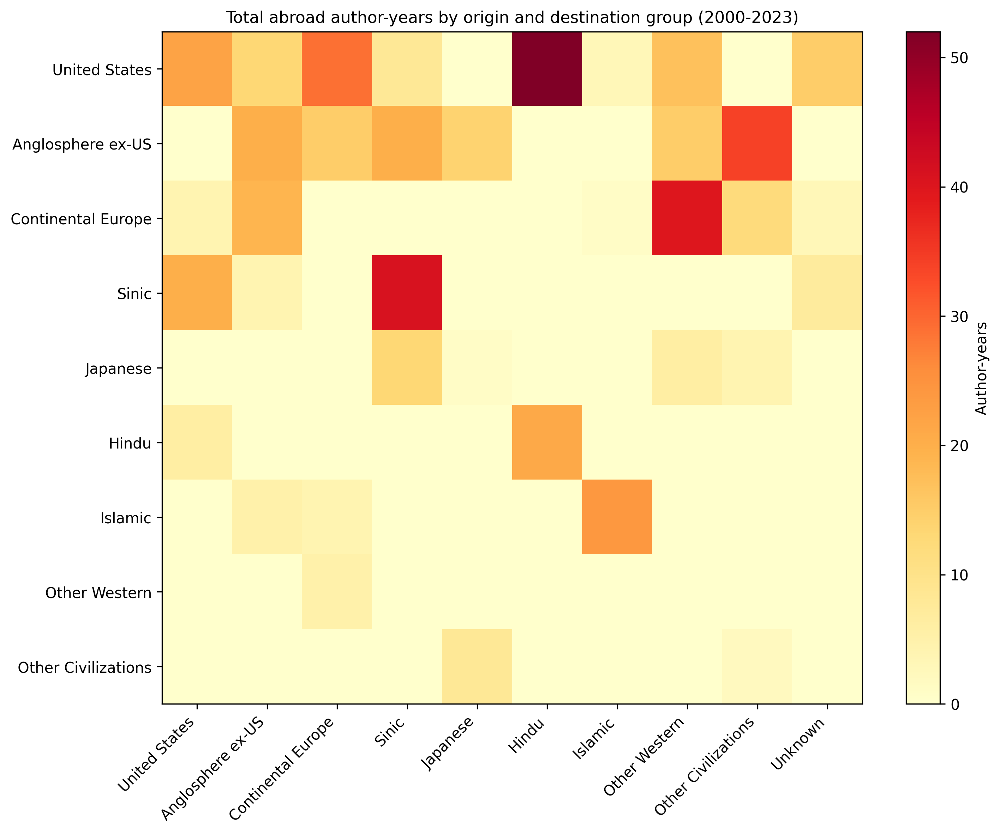 Total abroad author-years by origin and destination group (2000-2023)
United States
Anglosphere ex-US
Continental Europe
Sinic
Japanese
Hindu
Islamic
Other Western
Other Civilizations
United States
Anglosphere ex-US
Continental Europe
Sinic
Japanese
Hindu
Islamic
Other Western
Other Civilizations
Unknown
50
40
30
20
10
0
Author-years